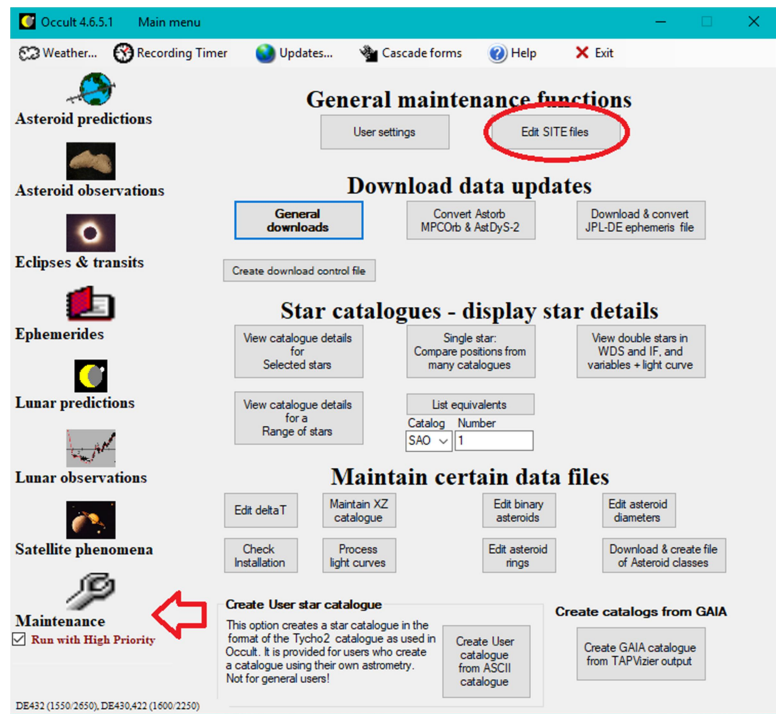 Occult 4.6.5.1 Main menu
Weather... Recording Timer Updates... Cascade forms Help Exit
Asteroid predictions
Asteroid observations
Eclipses & transits
Ephemerides
Lunar predictions
Lunar observations
Satellite phenomena
Maintenance
Run with High Priority
DE432 (1550/2650), DE430,422 (1600/2250)
General maintenance functions
User settings
Edit SITE files
Download data updates
General
downloads
Convert Astorb
MPCOrb & AstDyS-2
Download & convert
JPL-DE ephemeris file
Create download control file
Star catalogues - display star details
View catalogue details
for
Selected stars
Single star:
Compare positions from
many catalogues
View double stars in
WDS and IF, and
variables + light curve
View catalogue details
for a
Range of stars
List equivalents
Catalog Number
SAO 1
Maintain certain data files
Edit deltaT
Maintain XZ
catalogue
Edit binary
asteroids
Edit asteroid
diameters
Check
Installation
Process
light curves
Edit asteroid
rings
Download & create file
of Asteroid classes
Create User star catalogue
This option creates a star catalogue in the
format of the Tycho2 catalogue as used in
Occult. It is provided for users who create
a catalogue using their own astrometry.
Not for general users!
Create User
catalogue
from ASCII
catalogue
Create catalogs from GAIA
Create GAIA catalogue
from TAPVizier output